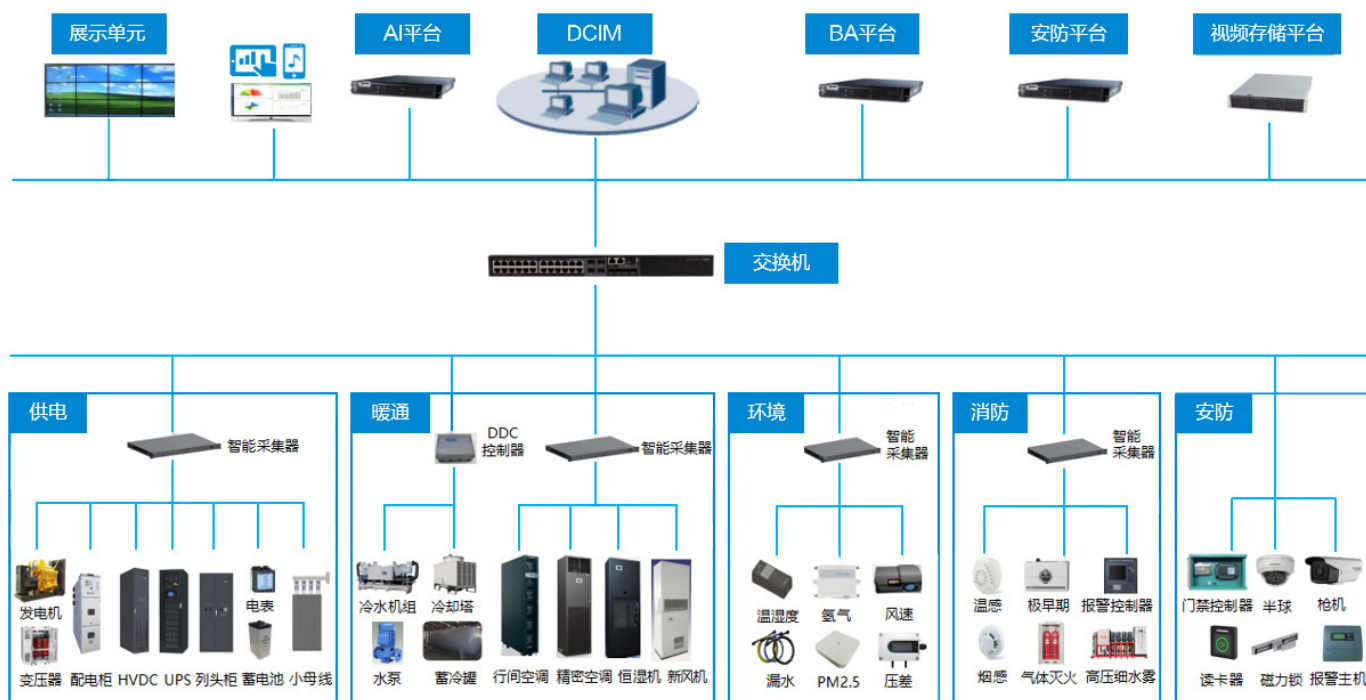 展示单元
AI平台
DCIM
BA平台
安防平台
视频存储平台
交换机
供电
智能采集器
发电机
电表
变压器
配电柜
HVDC
UPS
列头柜
蓄电池
小母线
暖通
DDC
控制器
智能采集器
冷水机组
冷却塔
水泵
蓄冷罐
行间空调
精密空调
恒湿机
新风机
环境
智能
采集器
温湿度
氢气
风速
漏水
PM2.5
压差
消防
智能
采集器
温感
极早期
报警控制器
烟感
气体灭火
高压细水雾
安防
门禁控制器
半球
枪机
读卡器
磁力锁
报警主机